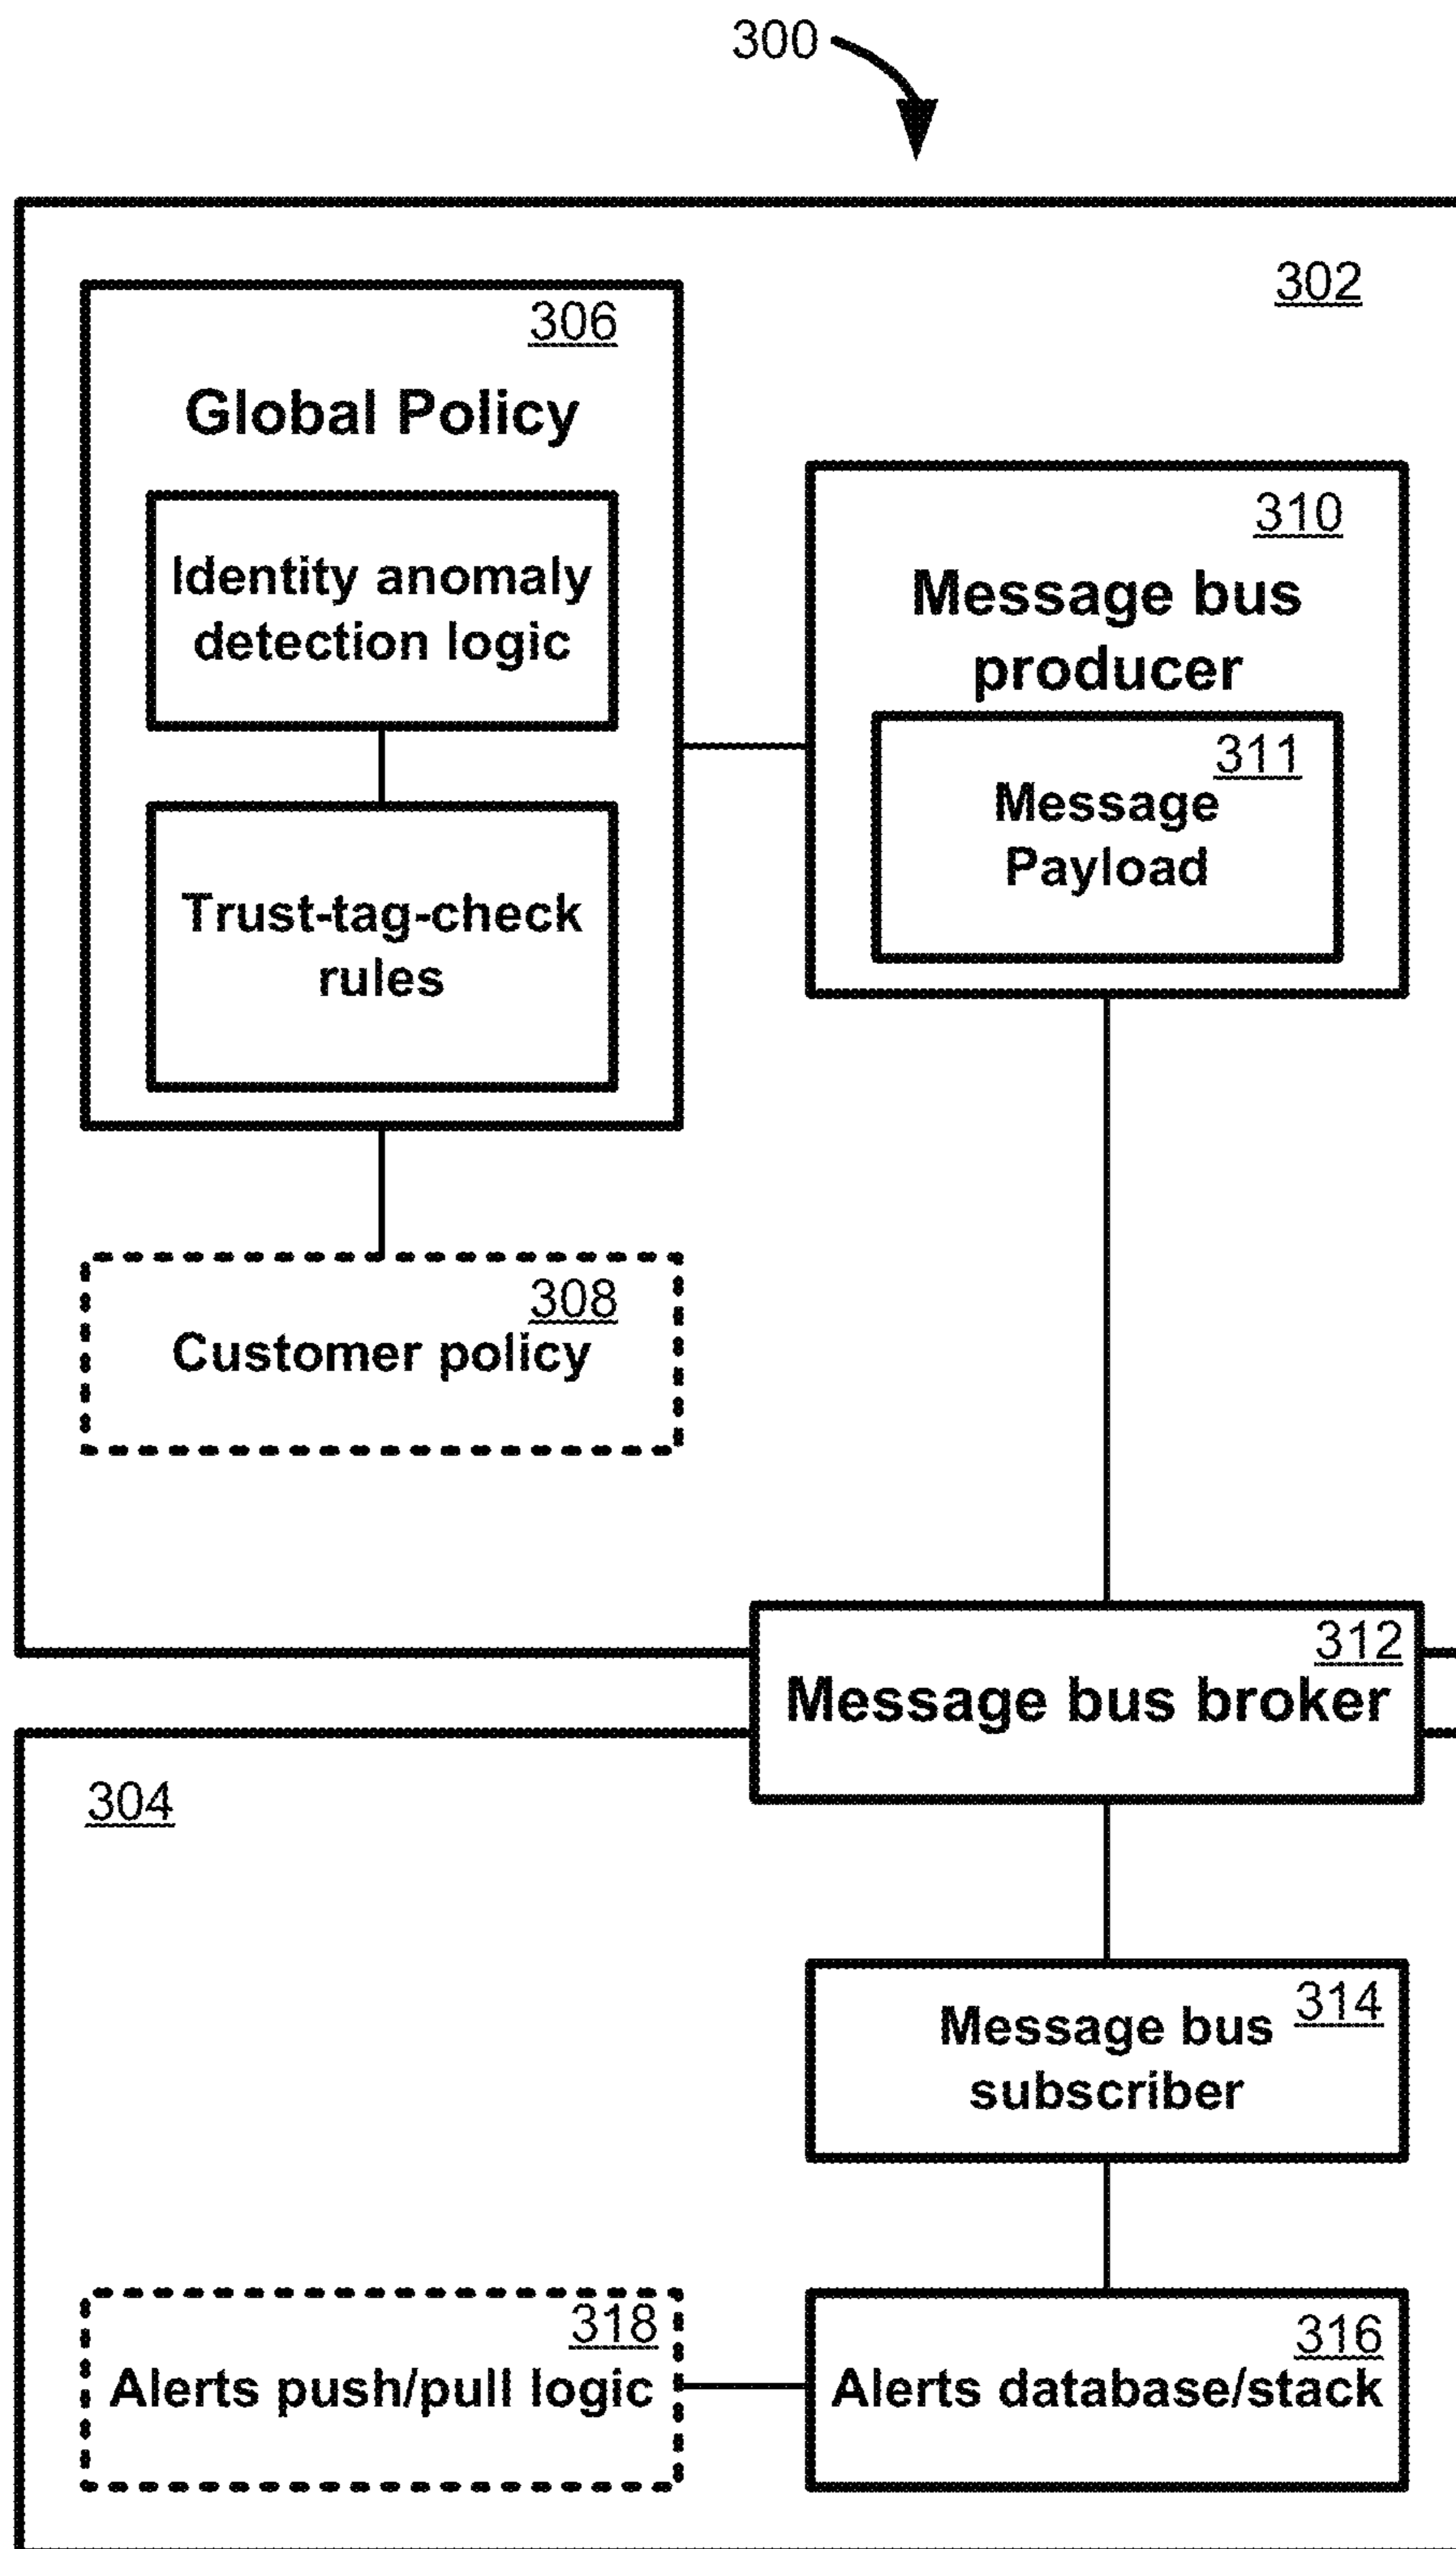 300
302
306
Global Policy
Identity anomaly
detection logic
Trust-tag-check
rules
310
Message bus
producer
311
Message
Payload
308
Customer policy
312
Message bus broker
304
314
Message bus
subscriber
318
Alerts push/pull logic
316
Alerts database/stack